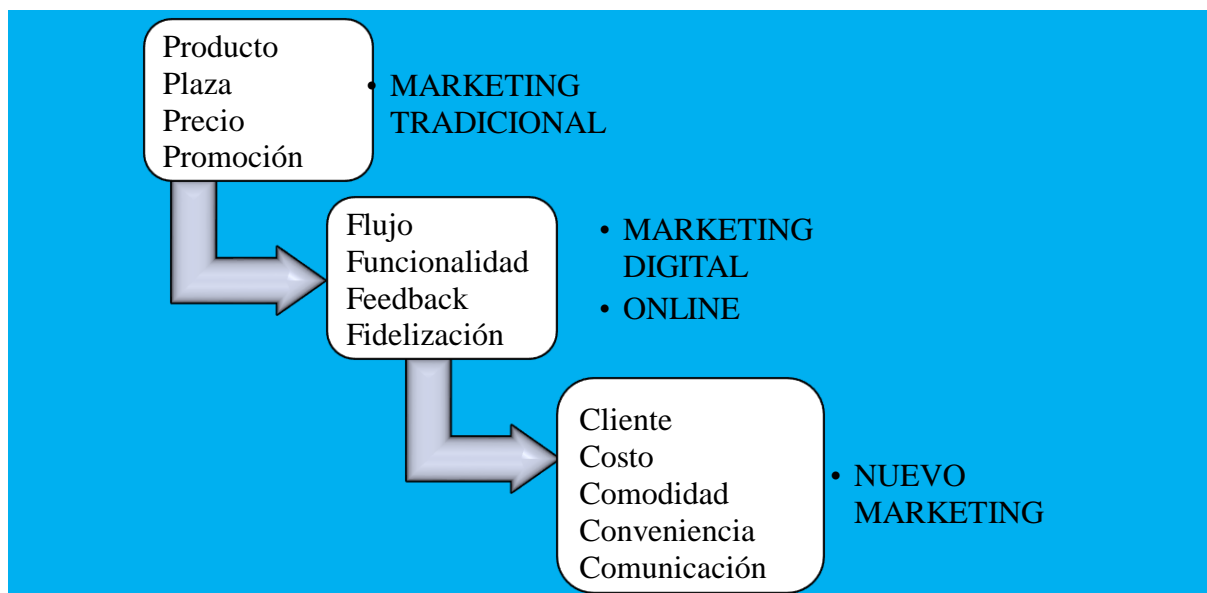 Producto
Plaza
Precio
Promoción
• MARKETING
TRADICIONAL
Flujo
Funcionalidad
Feedback
Fidelización
• MARKETING
DIGITAL
• ONLINE
Cliente
Costo
Comodidad
Conveniencia
Comunicación
• NUEVO
MARKETING